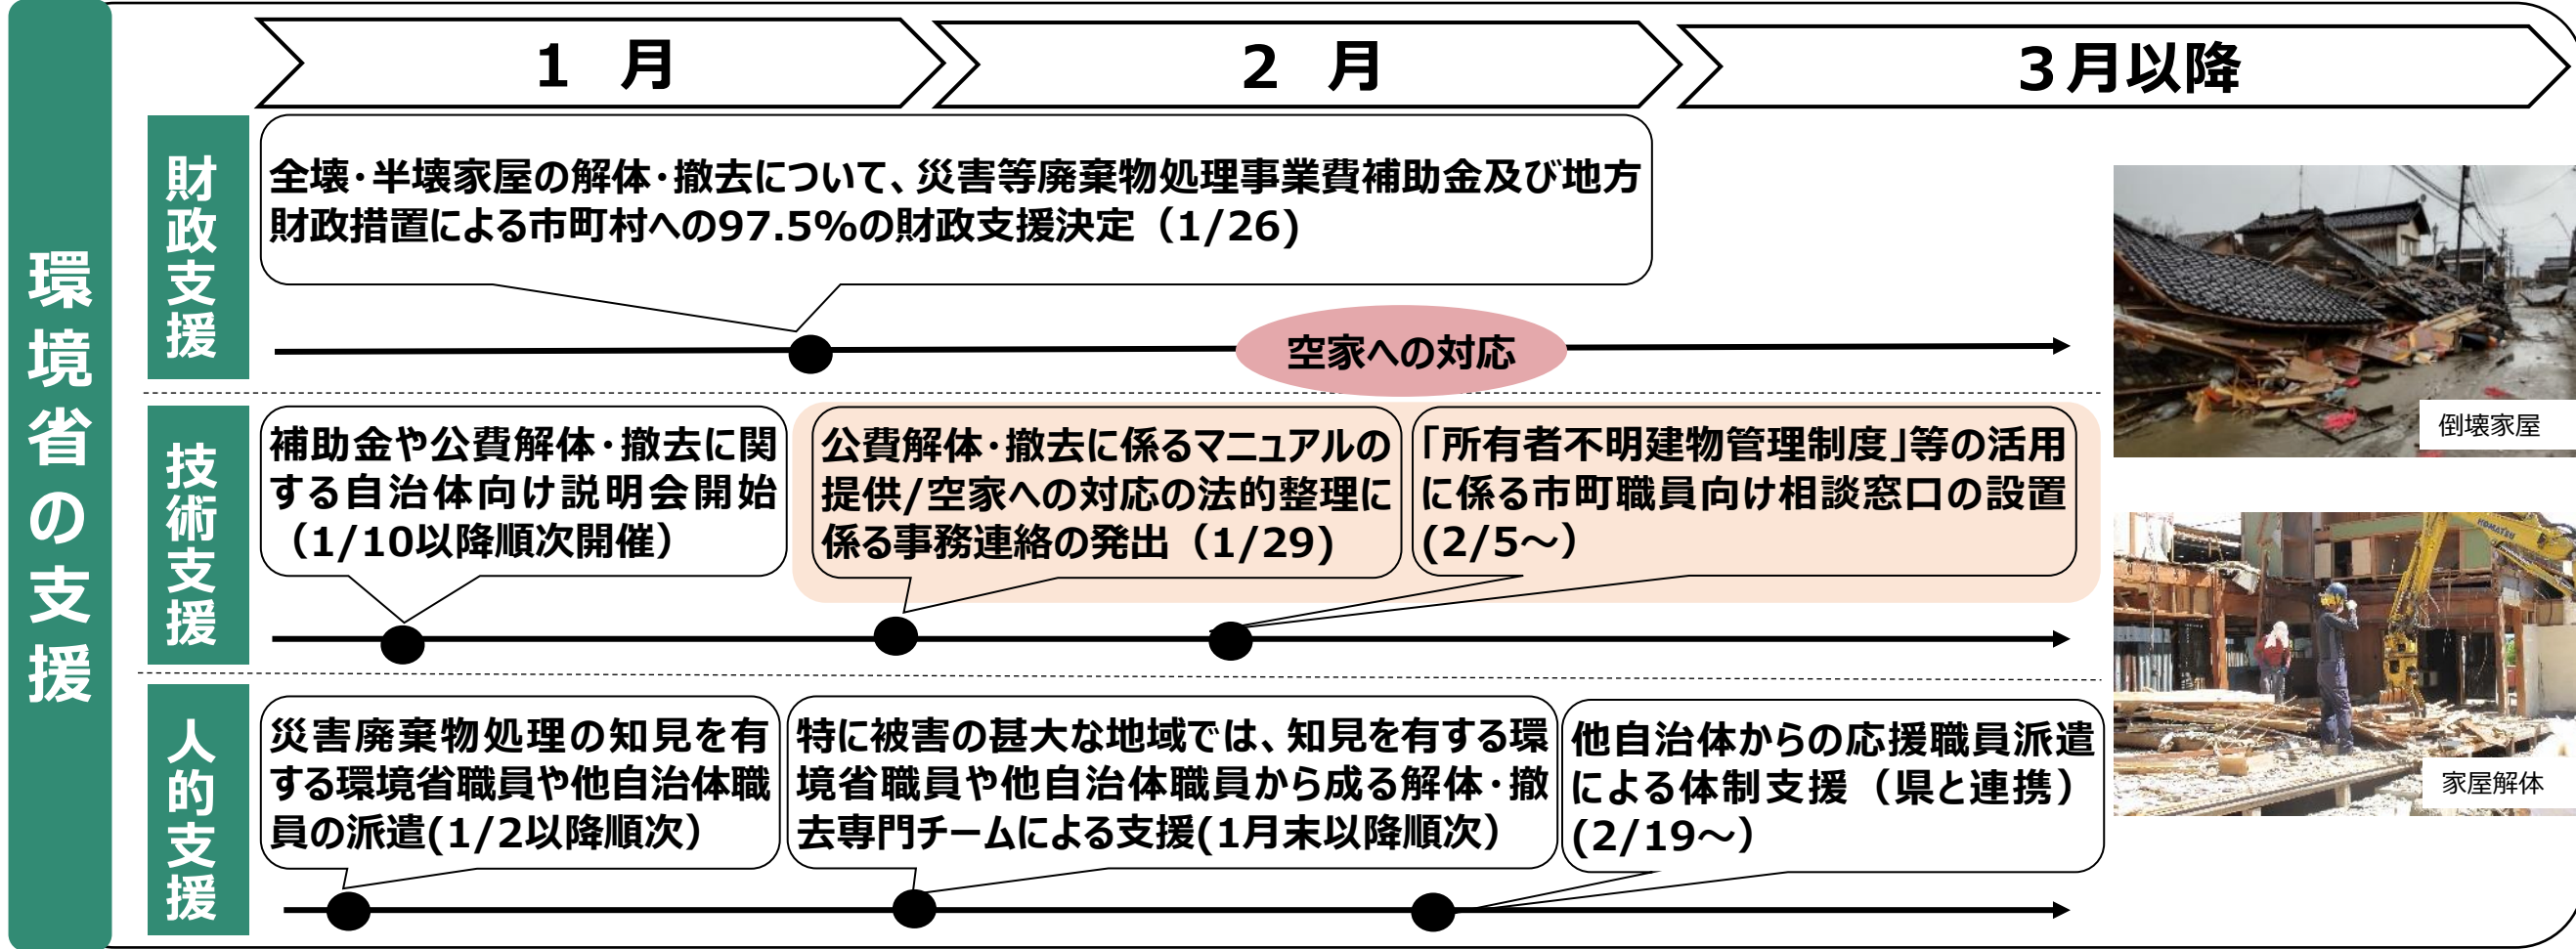 環境省の支援
1 月
2 月
3月以降
財政支援
全壊・半壊家屋の解体・撤去について、災害等廃棄物処理事業費補助金及び地方
財政措置による市町村への97.5%の財政支援決定（1/26)
空家への対応
技術支援
補助金や公費解体・撤去に関
する自治体向け説明会開始
（1/10以降順次開催）
公費解体・撤去に係るマニュアルの
提供/空家への対応の法的整理に
係る事務連絡の発出（1/29)
「所有者不明建物管理制度」等の活用
に係る市町職員向け相談窓口の設置
(2/5～）
人的支援
災害廃棄物処理の知見を有
する環境省職員や他自治体職
員の派遣(1/2以降順次）
特に被害の甚大な地域では、知見を有する環
境省職員や他自治体職員から成る解体・撤
去専門チームによる支援(1月末以降順次）
他自治体からの応援職員派遣
による体制支援（県と連携）
(2/19～）
倒壊家屋
KOMATSU
家屋解体